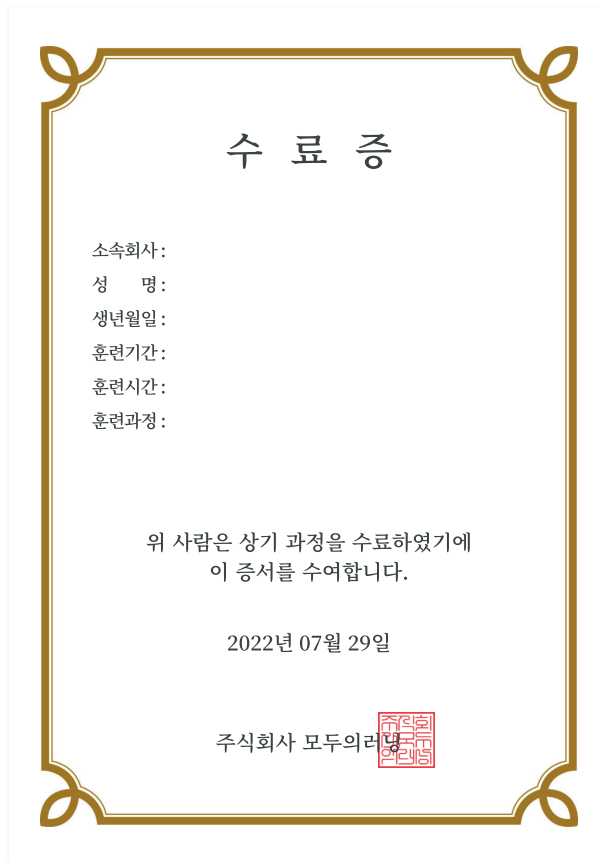 수 료 증
소속회사 :
성 명 :
생년월일 :
훈련기간 :
훈련시간 :
훈련과정 :
위 사람은 상기 과정을 수료하였기에
이 증서를 수여합니다.
2022년 07월 29일
주식회사 모두의러닝